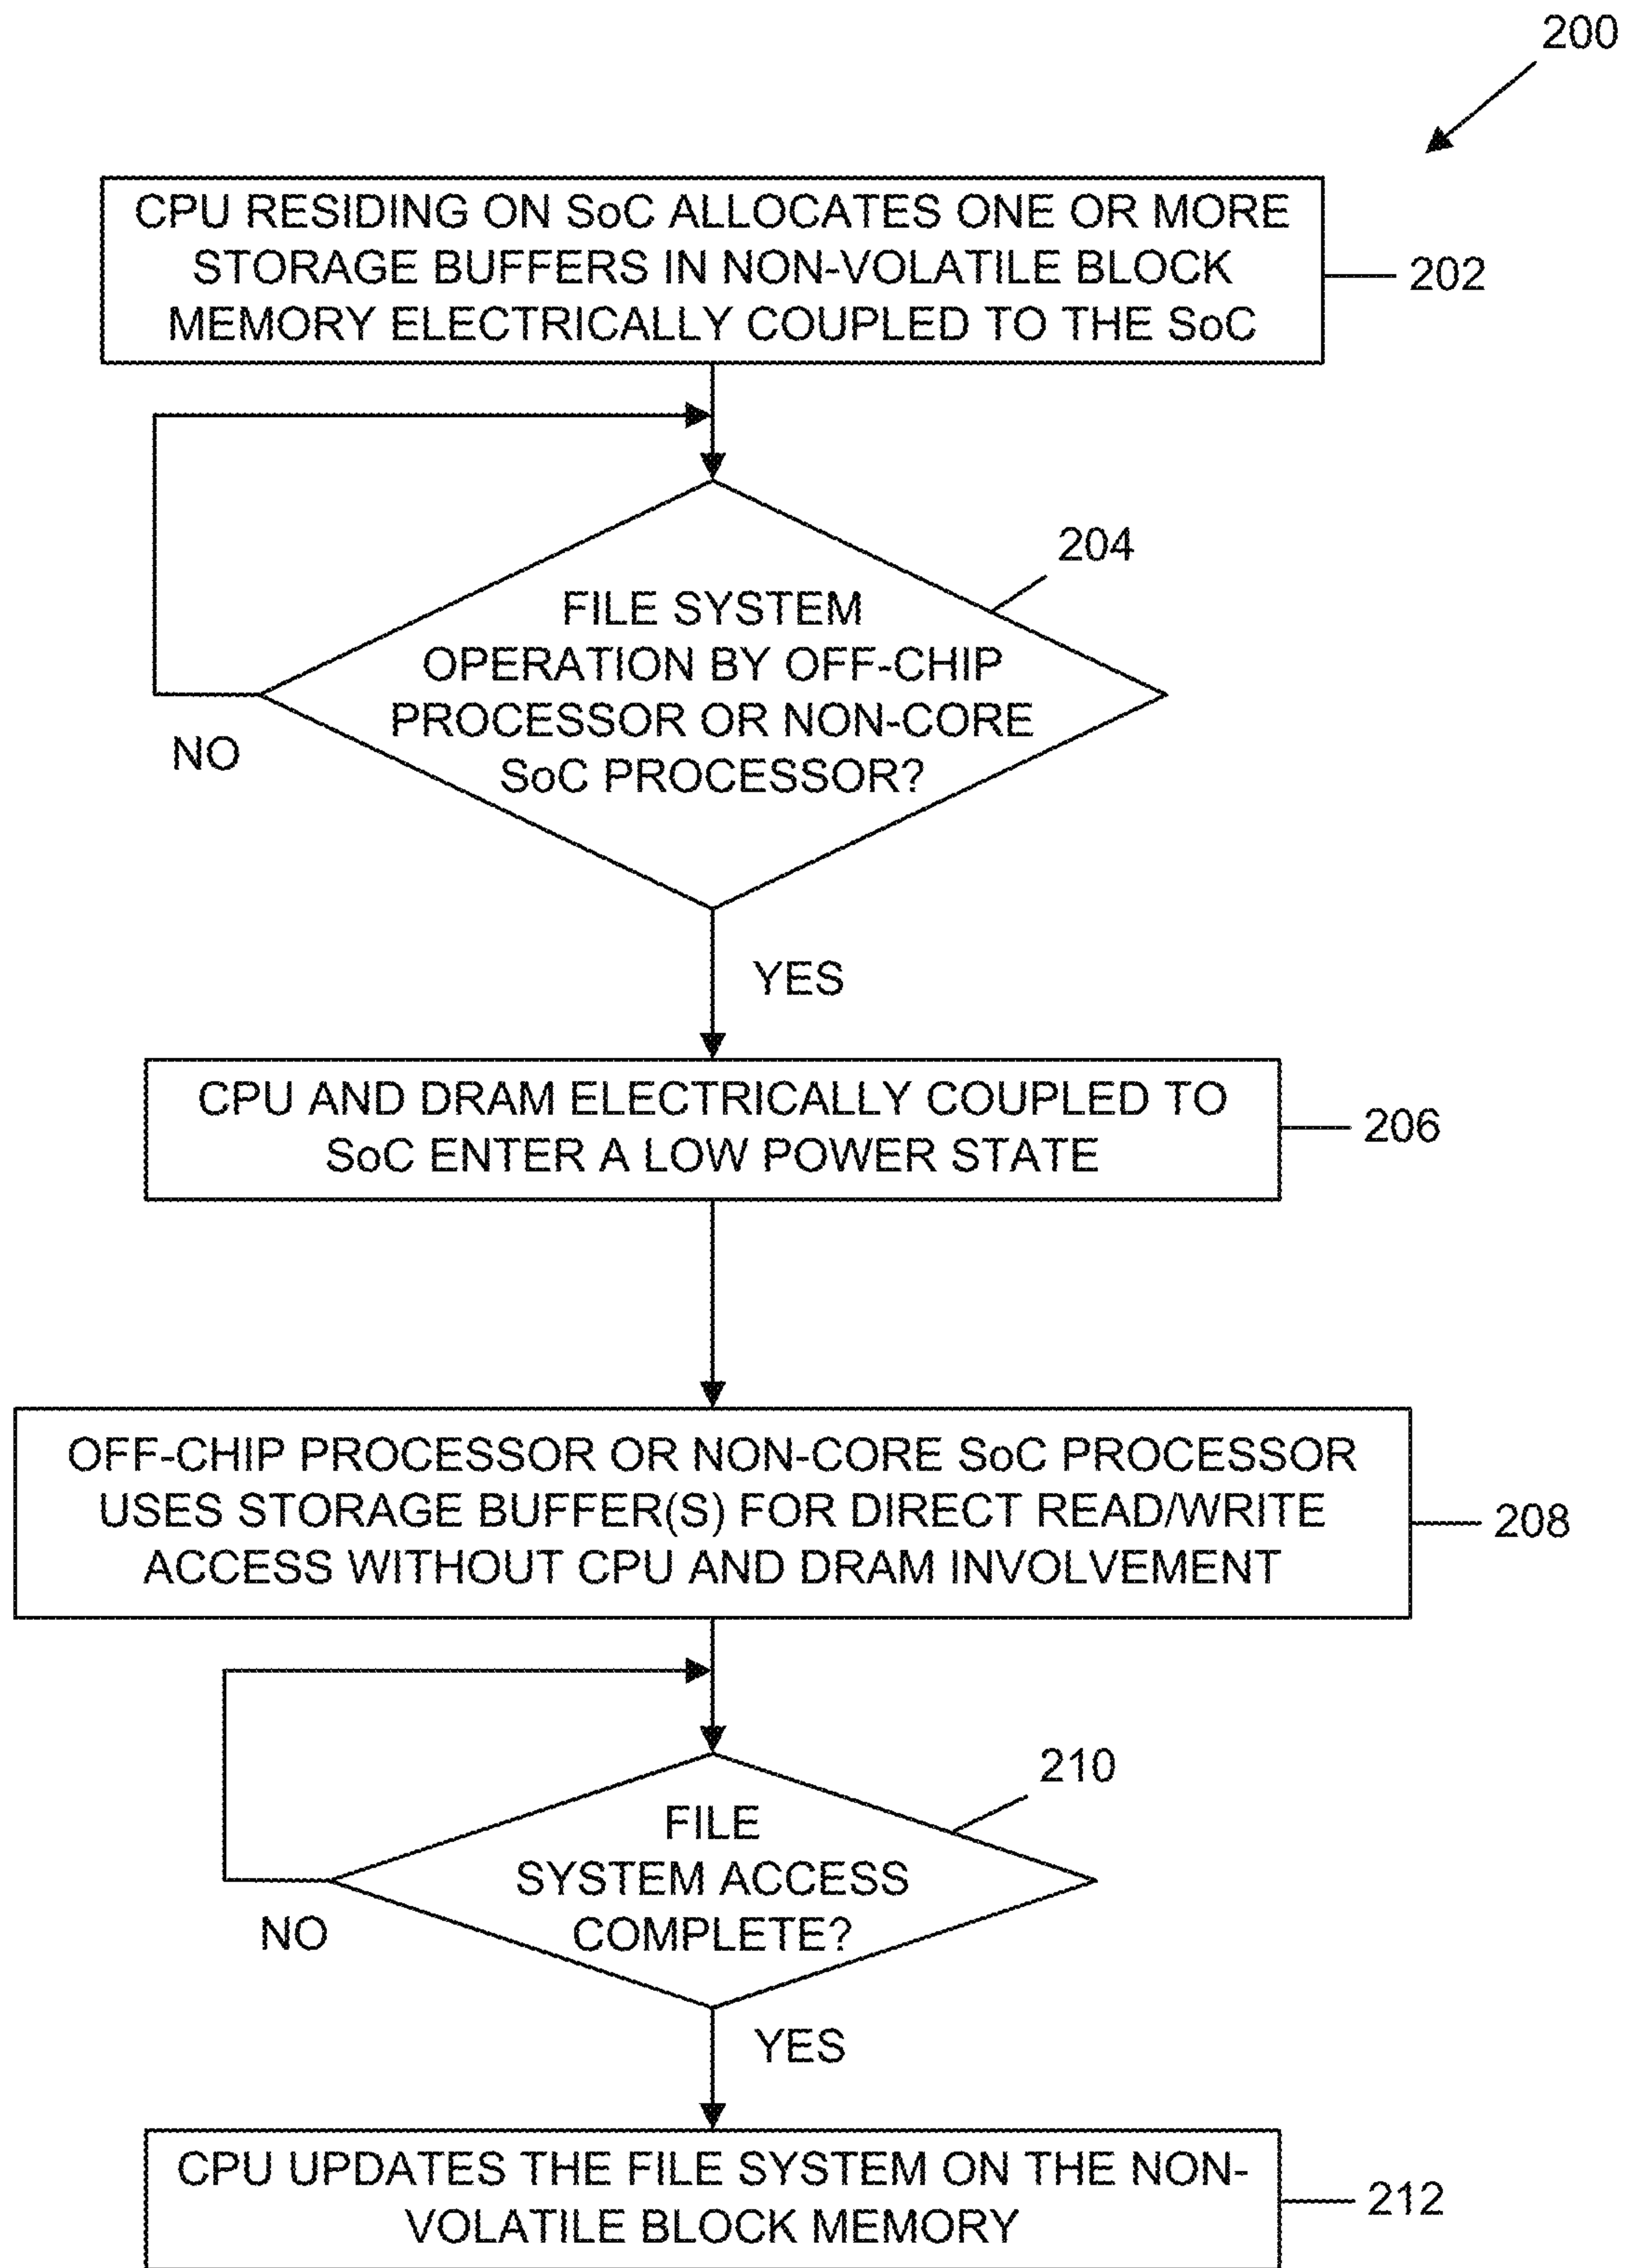 200
CPU RESIDING ON SoC ALLOCATES ONE OR MORE
STORAGE BUFFERS IN NON-VOLATILE BLOCK
MEMORY ELECTRICALLY COUPLED TO THE SoC
202
204
FILE SYSTEM
OPERATION BY OFF-CHIP
PROCESSOR OR NON-CORE
SoC PROCESSOR?
NO
YES
CPU AND DRAM ELECTRICALLY COUPLED TO
SoC ENTER A LOW POWER STATE
206
OFF-CHIP PROCESSOR OR NON-CORE SoC PROCESSOR
USES STORAGE BUFFER(S) FOR DIRECT READ/WRITE
ACCESS WITHOUT CPU AND DRAM INVOLVEMENT
208
210
FILE
SYSTEM ACCESS
COMPLETE?
NO
YES
CPU UPDATES THE FILE SYSTEM ON THE NON-
VOLATILE BLOCK MEMORY
212